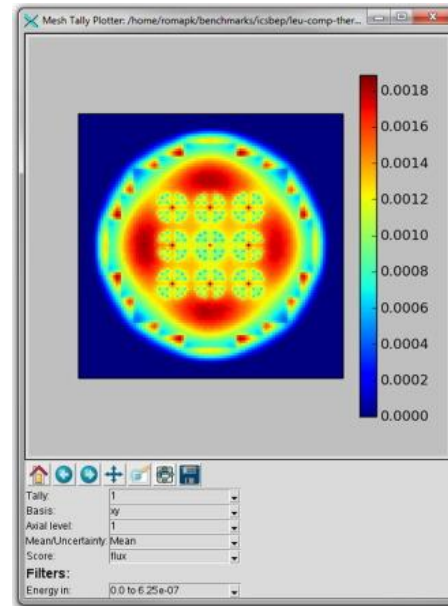 Mesh Tally Plotter: /home/romapk/benchmarks/icsbep/leu-comp-ther...
0.0018
0.0016
0.0014
0.0012
0.0010
0.0008
0.0006
0.0004
0.0002
0.0000
Tally: 1
Basis: xy
Axial level: 1
Mean/Uncertainty: Mean
Score: flux
Filters:
Energy in: 0.0 to 6.25e-07